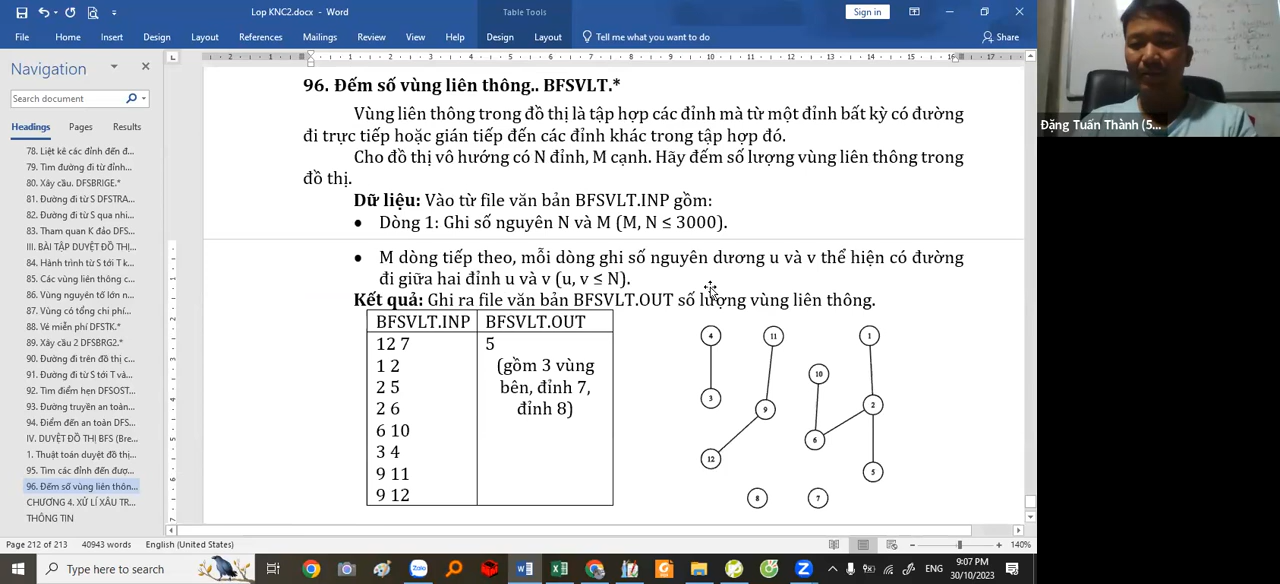 Lop KNC2.docx - Word
Table Tools
Sign in
File Home Insert Design Layout References Mailings Review View Help Design Layout Tell me what you want to do Share
Navigation
Search document
Headings Pages Results
78. Liệt kê các đỉnh đến đ...
79. Tìm đường đi từ đỉnh...
80. Xây cầu. DFSBRIGE.*
81. Đường đi từ S DFSTRA...
82. Đường đi từ S qua nhi...
83. Tham quan K đảo DFS...
III. BÀI TẬP DUYỆT ĐỒ THỊ...
84. Hành trình từ S tới T k...
85. Các vùng liên thông c...
86. Vùng nguyên tố lớn n...
87. Vùng có tổng chi phí...
88. Vé miễn phí DFSTK.*
89. Xây cầu 2 DFSBRG2.*
90. Đường đi trên đồ thị c...
91. Đường đi từ S tới T và...
92. Tìm điểm hẹn DFSOST...
93. Đường truyền an toàn...
94. Điểm đến an toàn DFS...
IV. DUYỆT ĐỒ THỊ BFS (Bre...
1. Thuật toán duyệt đồ thị...
95. Tìm các đỉnh đến đượ...
96. Đếm số vùng liên thôn...
CHƯƠNG 4. XỬ LÍ XÂU TR...
THÔNG TIN
96. Đếm số vùng liên thông.. BFSVLT.*
Vùng liên thông trong đồ thị là tập hợp các đỉnh mà từ một đỉnh bất kỳ có đường
đi trực tiếp hoặc gián tiếp đến các đỉnh khác trong tập hợp đó.
Cho đồ thị vô hướng có N đỉnh, M cạnh. Hãy đếm số lượng vùng liên thông trong
đồ thị.
Dữ liệu: Vào từ file văn bản BFSVLT.INP gồm:
• Dòng 1: Ghi số nguyên N và M (M, N ≤ 3000).
• M dòng tiếp theo, mỗi dòng ghi số nguyên dương u và v thể hiện có đường
đi giữa hai đỉnh u và v (u, v ≤ N).
Kết quả: Ghi ra file văn bản BFSVLT.OUT số lượng vùng liên thông.
BFSVLT.INP BFSVLT.OUT
12 7 5
1 2 (gồm 3 vùng
2 5 bên, đỉnh 7,
2 6 đỉnh 8)
6 10
3 4
9 11
9 12
4 11 1
10
3 9 2
6
12 5
8 7
Đặng Tuấn Thành (5...
Page 212 of 213 40943 words English (United States) 140%
Type here to search
Zalo
ENG
9:07 PM
30/10/2023